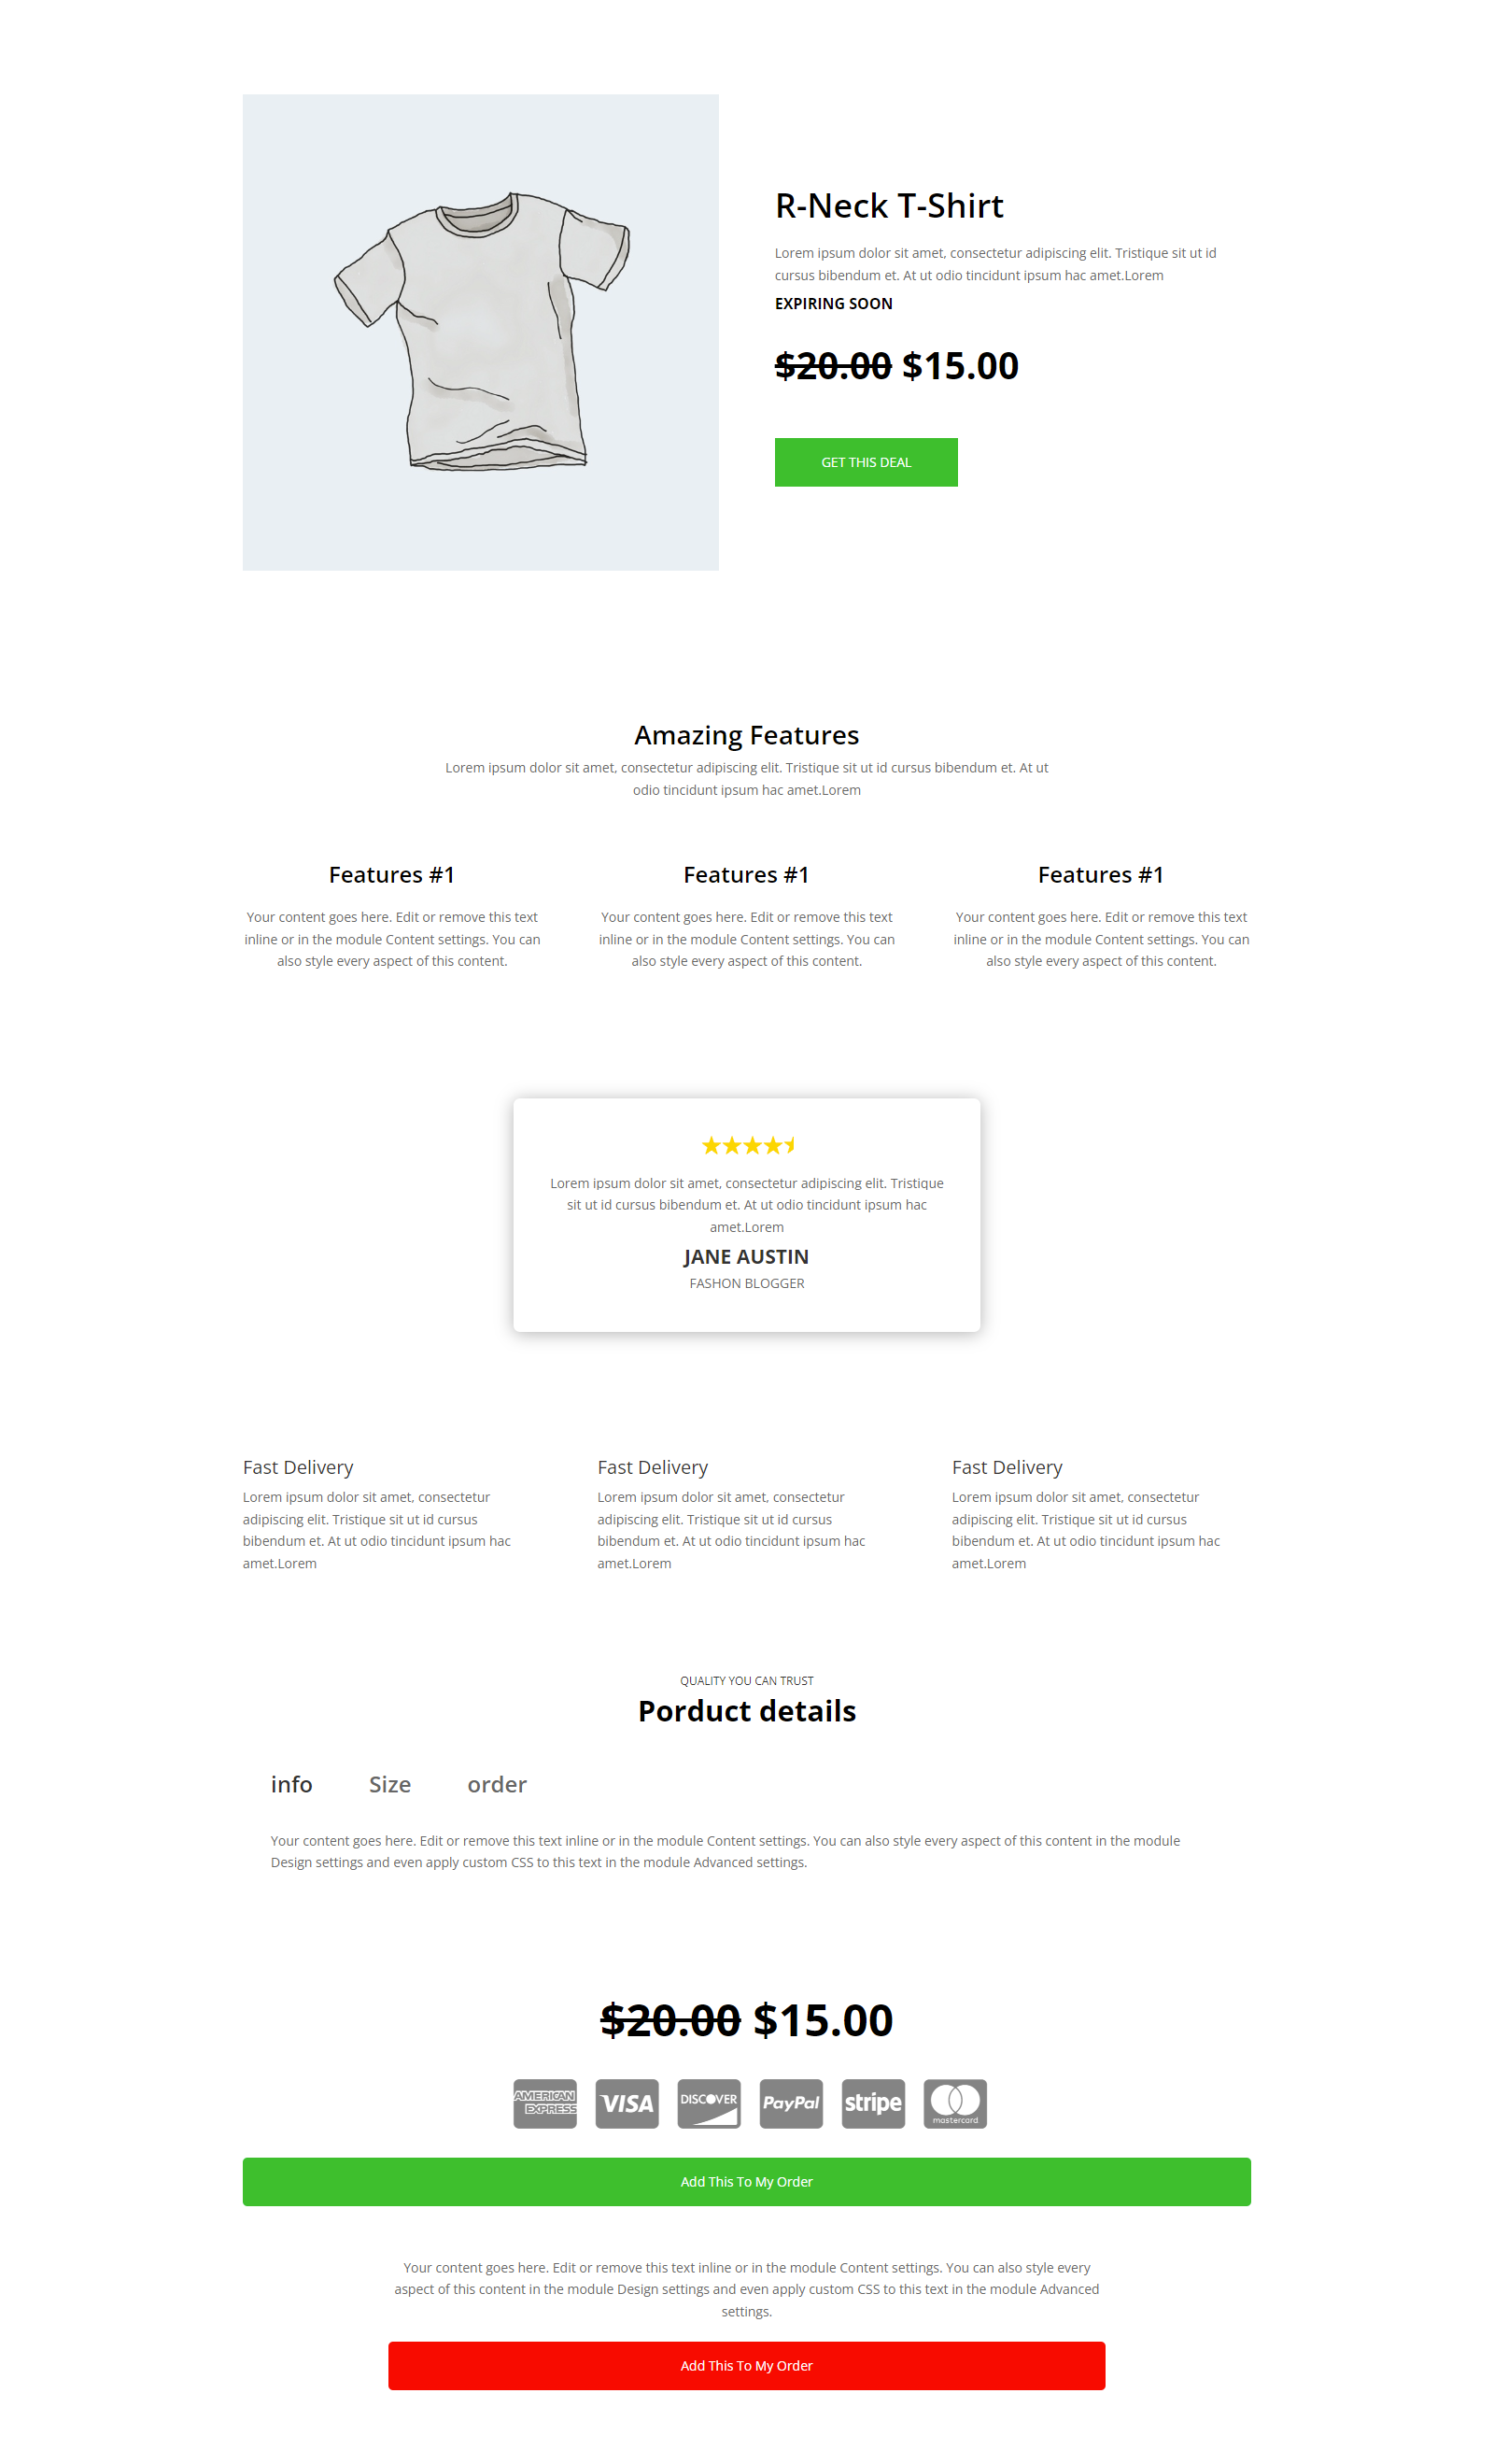 R-Neck T-Shirt
Lorem ipsum dolor sit amet, consectetur adipiscing elit. Tristique sit ut id
cursus bibendum et. At ut odio tincidunt ipsum hac amet.Lorem
EXPIRING SOON
$20.00 $15.00
GET THIS DEAL
Amazing Features
Lorem ipsum dolor sit amet, consectetur adipiscing elit. Tristique sit ut id cursus bibendum et. At ut
odio tincidunt ipsum hac amet.Lorem
Features #1
Your content goes here. Edit or remove this text
inline or in the module Content settings. You can
also style every aspect of this content.
Features #1
Your content goes here. Edit or remove this text
inline or in the module Content settings. You can
also style every aspect of this content.
Features #1
Your content goes here. Edit or remove this text
inline or in the module Content settings. You can
also style every aspect of this content.
Lorem ipsum dolor sit amet, consectetur adipiscing elit. Tristique
sit ut id cursus bibendum et. At ut odio tincidunt ipsum hac
amet.Lorem
JANE AUSTIN
FASHON BLOGGER
Fast Delivery
Lorem ipsum dolor sit amet, consectetur
adipiscing elit. Tristique sit ut id cursus
bibendum et. At ut odio tincidunt ipsum hac
amet.Lorem
Fast Delivery
Lorem ipsum dolor sit amet, consectetur
adipiscing elit. Tristique sit ut id cursus
bibendum et. At ut odio tincidunt ipsum hac
amet.Lorem
Fast Delivery
Lorem ipsum dolor sit amet, consectetur
adipiscing elit. Tristique sit ut id cursus
bibendum et. At ut odio tincidunt ipsum hac
amet.Lorem
QUALITY YOU CAN TRUST
Porduct details
info Size order
Your content goes here. Edit or remove this text inline or in the module Content settings. You can also style every aspect of this content in the module
Design settings and even apply custom CSS to this text in the module Advanced settings.
$20.00 $15.00
AMERICAN
EXPRESS
VISA
DISCOVER
PayPal
stripe
mastercard
Add This To My Order
Your content goes here. Edit or remove this text inline or in the module Content settings. You can also style every
aspect of this content in the module Design settings and even apply custom CSS to this text in the module Advanced
settings.
Add This To My Order